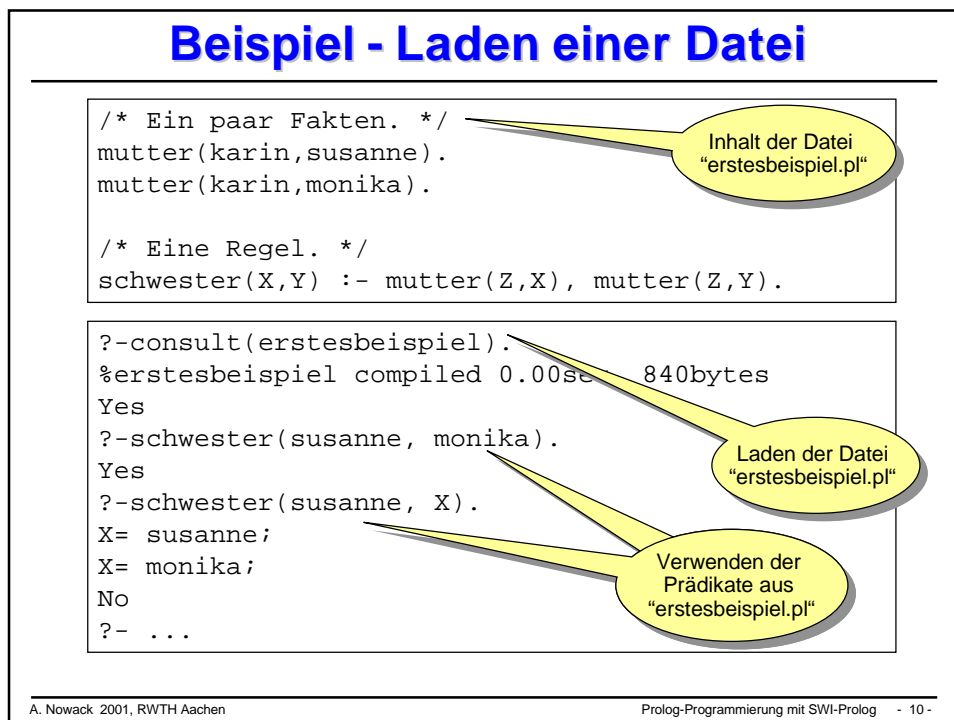 Beispiel - Laden einer Datei
/* Ein paar Fakten. */
mutter(karin,susanne).
mutter(karin,monika).
/* Eine Regel. */
schwester(X,Y) :- mutter(Z,X), mutter(Z,Y).
Inhalt der Datei
“erstesbeispiel.pl“
?-consult(erstesbeispiel).
%erstesbeispiel compiled 0.00sec, 840bytes
Yes
?-schwester(susanne, monika).
Yes
?-schwester(susanne, X).
X= susanne;
X= monika;
No
?- ...
Laden der Datei
“erstesbeispiel.pl“
Verwenden der
Prädikate aus
“erstesbeispiel.pl“
A. Nowack 2001, RWTH Aachen
Prolog-Programmierung mit SWI-Prolog - 10 -